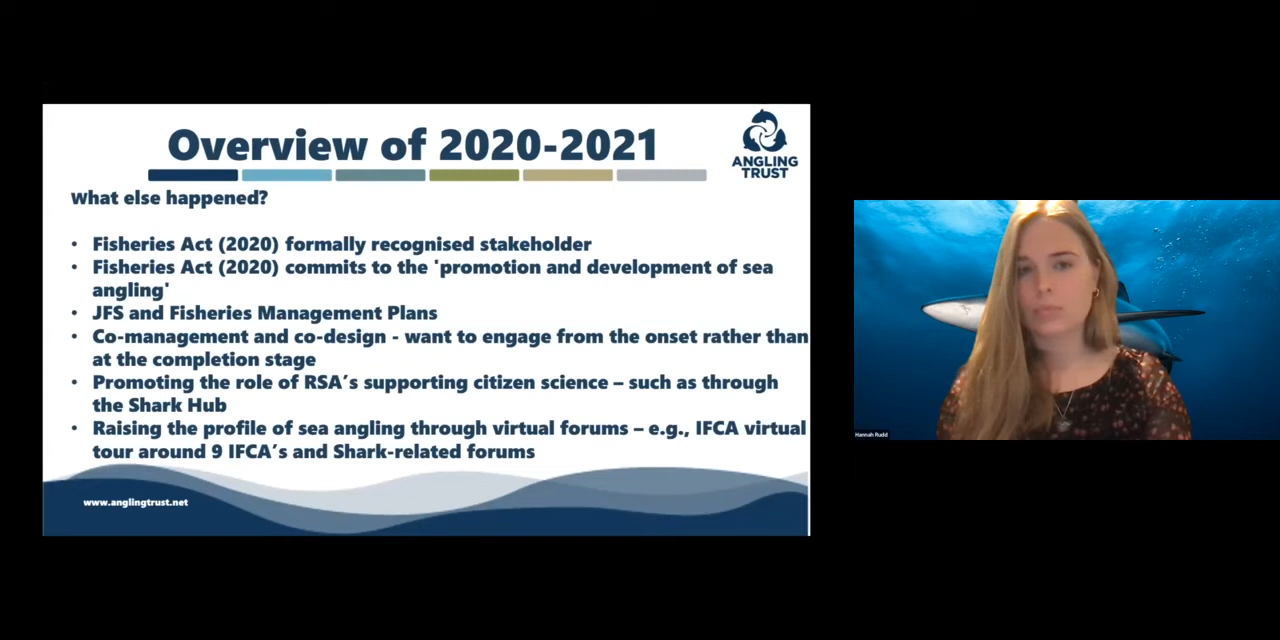 Overview of 2020-2021
ANGLING
TRUST
what else happened?
• Fisheries Act (2020) formally recognised stakeholder
• Fisheries Act (2020) commits to the 'promotion and development of sea
angling'
• JFS and Fisheries Management Plans
• Co-management and co-design - want to engage from the onset rather than
at the completion stage
• Promoting the role of RSA's supporting citizen science – such as through
the Shark Hub
• Raising the profile of sea angling through virtual forums – e.g., IFCA virtual
tour around 9 IFCA's and Shark-related forums
www.anglingtrust.net
Hannah Rudd